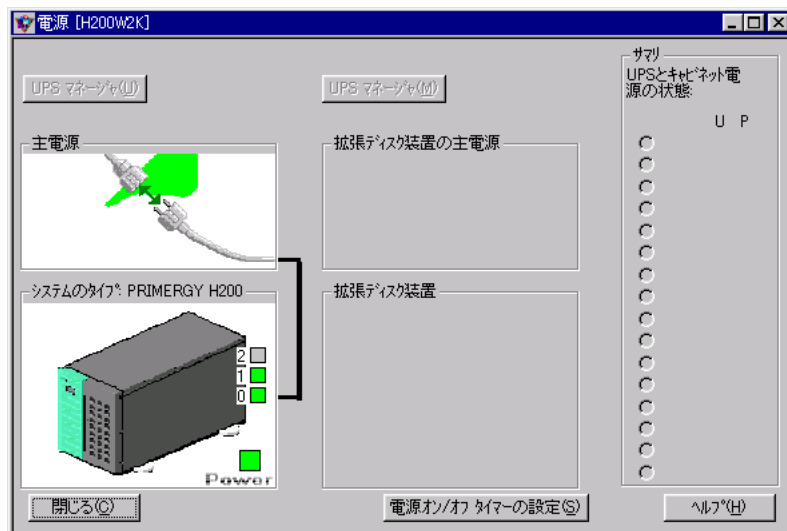 電源 [H200W2K]
UPS マネージャ(U)
UPS マネージャ(M)
サマリ
UPSとキャビネット電
源の状態:
U P
主電源
拡張ディスク装置の主電源
システムのタイプ: PRIMERGY H200
拡張ディスク装置
2
1
0
Power
閉じる(C)
電源オン/オフ タイマーの設定(S)
ヘルプ(H)